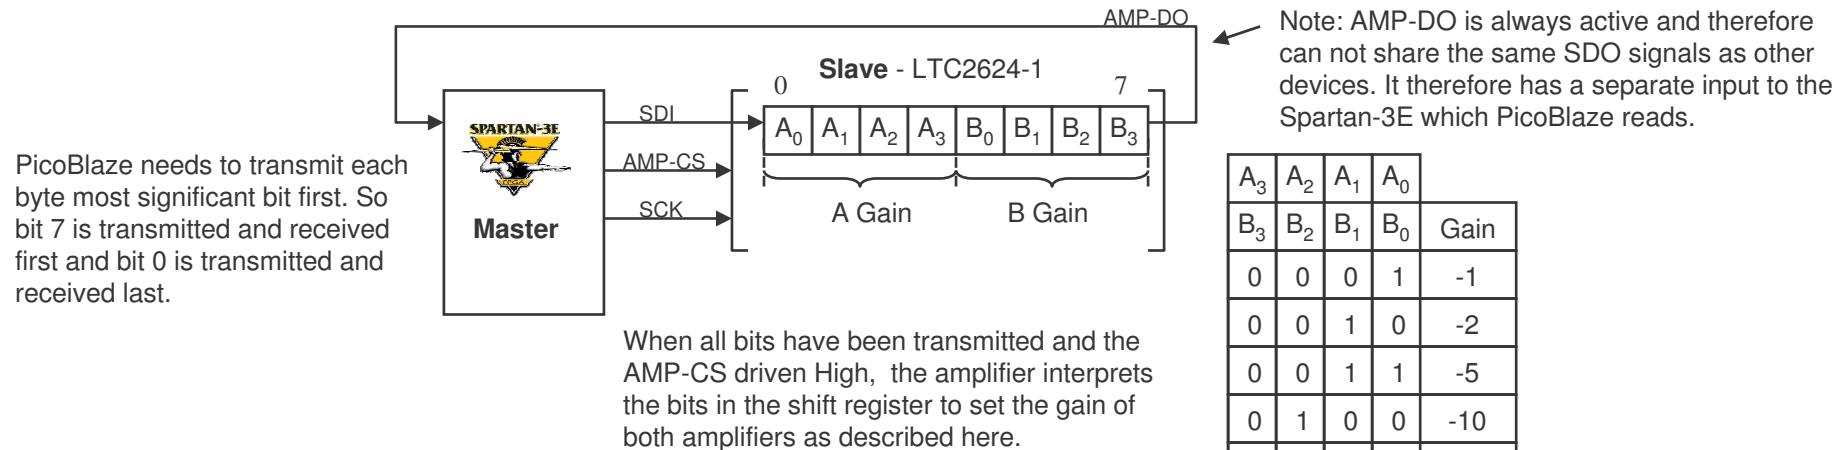 AMP-DO
Note: AMP-DO is always active and therefore
can not share the same SDO signals as other
devices. It therefore has a separate input to the
Spartan-3E which PicoBlaze reads.
PicoBlaze needs to transmit each
byte most significant bit first. So
bit 7 is transmitted and received
first and bit 0 is transmitted and
received last.
SPARTAN-3E
FPGA
Master
SDI
AMP-CS
SCK
Slave - LTC2624-1
0 7
A0 A1 A2 A3 B0 B1 B2 B3
A Gain B Gain
When all bits have been transmitted and the
AMP-CS driven High, the amplifier interprets
the bits in the shift register to set the gain of
both amplifiers as described here.
A3 A2 A1 A0
B3 B2 B1 B0 Gain
0 0 0 1 -1
0 0 1 0 -2
0 0 1 1 -5
0 1 0 0 -10